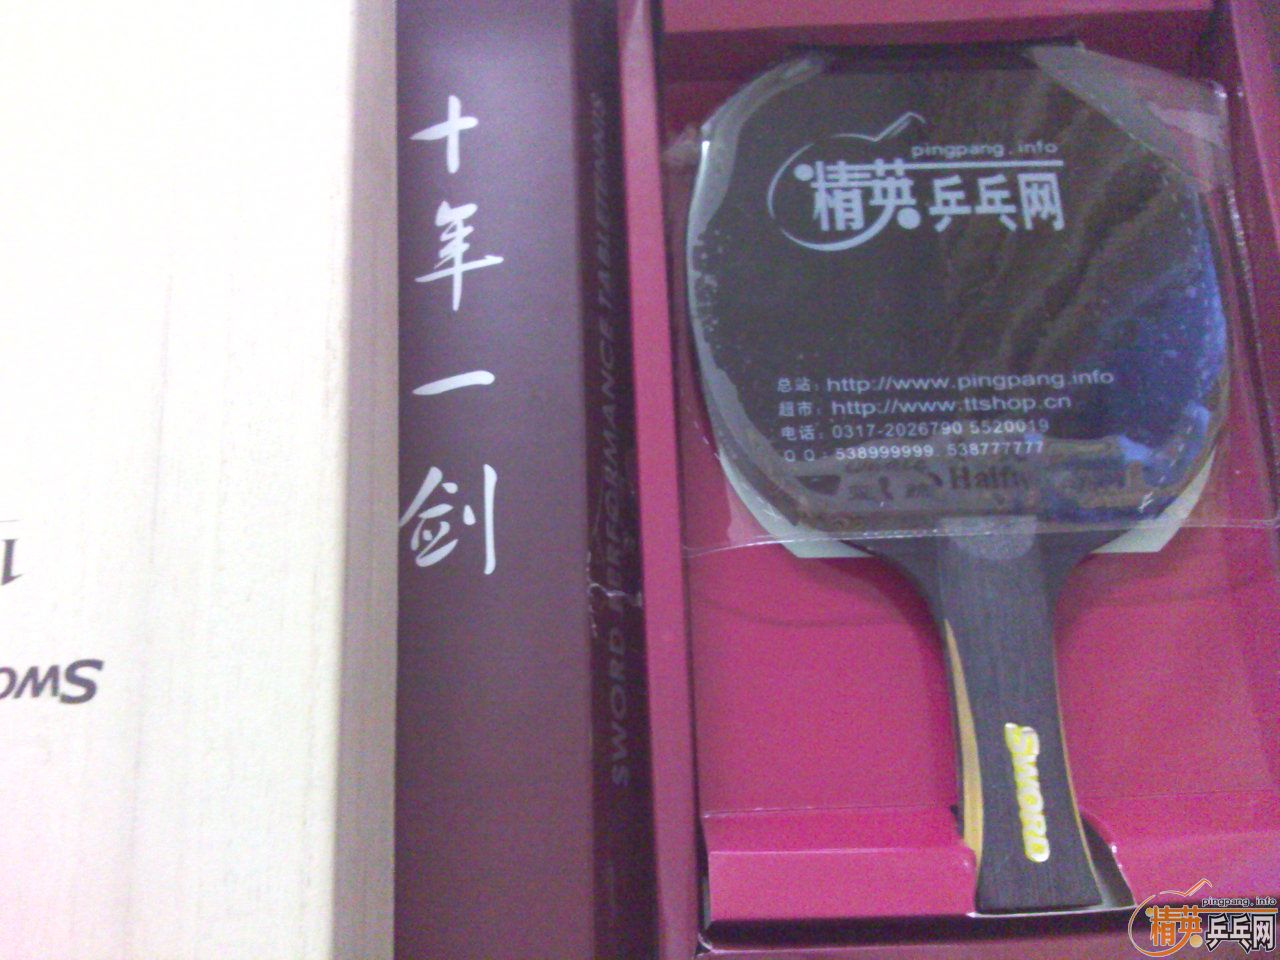 十年一剑
SWORD PERFORMANCE TABLETENNIS
pingpang.info
精英乒乓网
总站：http://www.pingpang.info
超市：http://www.ttshop.cn
电话：0317-2026790 5520019
QQ：538999999. 538777777
SWORD
pingpang.info
精英乒乓网